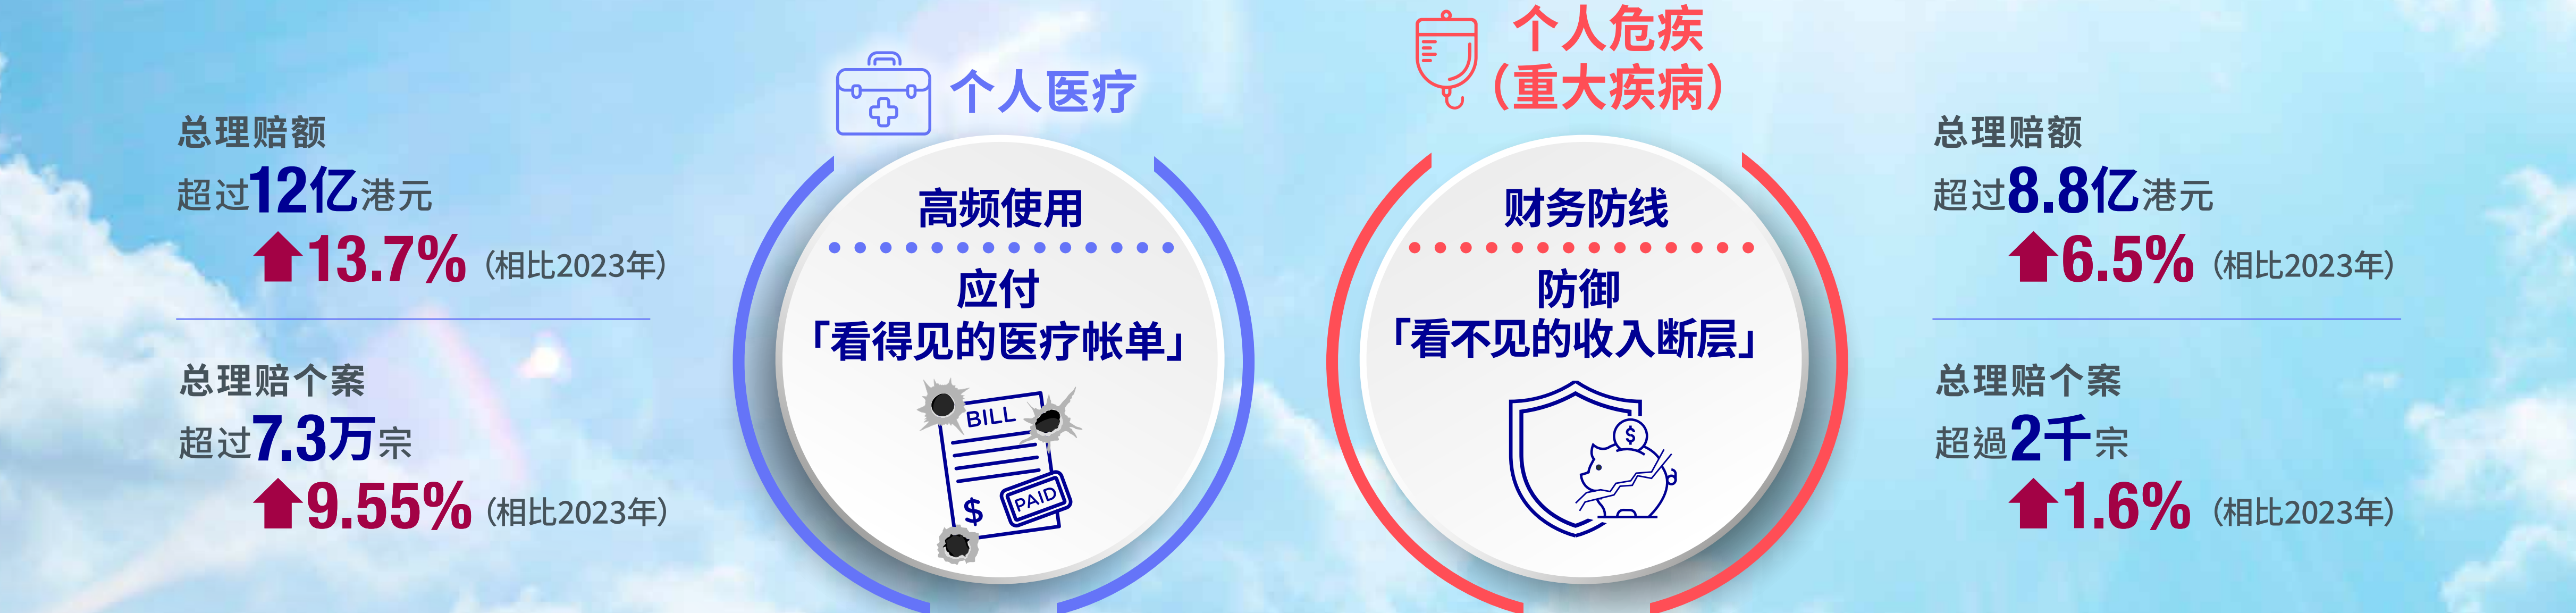 个人医疗
总理赔额
超过12亿港元
13.7%（相比2023年）
总理赔个案
超过7.3万宗
9.55%（相比2023年）
高频使用
应付
「看得见的医疗帐单」
BILL
$
PAID
个人危疾
（重大疾病）
财务防线
防御
「看不见的收入断层」
$
总理赔额
超过8.8亿港元
6.5%（相比2023年）
总理赔个案
超過2千宗
1.6%（相比2023年）